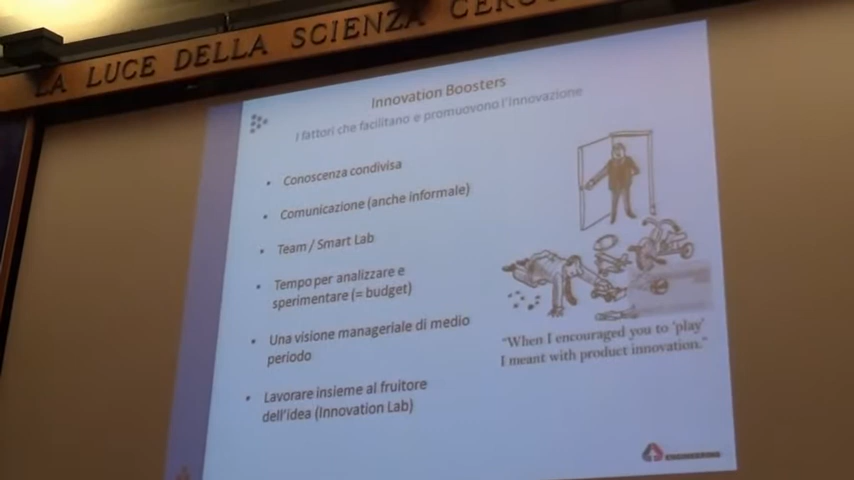 LA LUCE DELLA SCIENZA CERCO
Innovation Boosters
I fattori che facilitano e promuovono l'Innovazione
• Conoscenza condivisa
• Comunicazione (anche informale)
• Team / Smart Lab
• Tempo per analizzare e
sperimentare (= budget)
• Una visione manageriale di medio
periodo
• Lavorare insieme al fruitore
dell'idea (Innovation Lab)
"When I encouraged you to 'play'
I meant with product innovation."
ENGINEERING